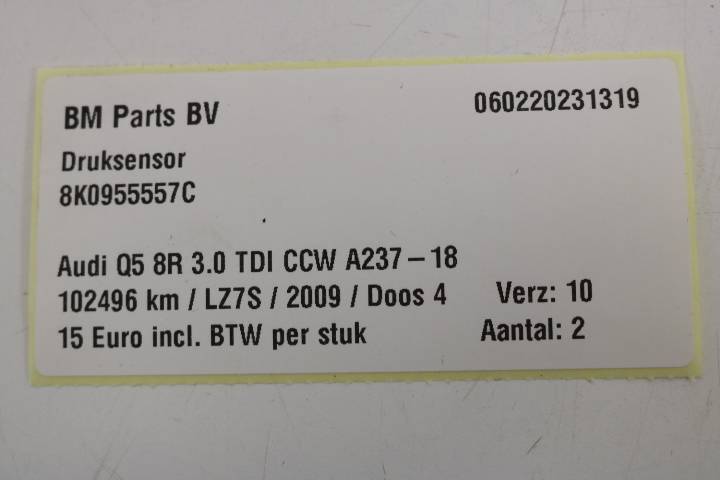 BM Parts BV 060220231319
Druksensor
8K0955557C
Audi Q5 8R 3.0 TDI CCW A237-18
102496 km / LZ7S / 2009 / Doos 4 Verz: 10
15 Euro incl. BTW per stuk Aantal: 2